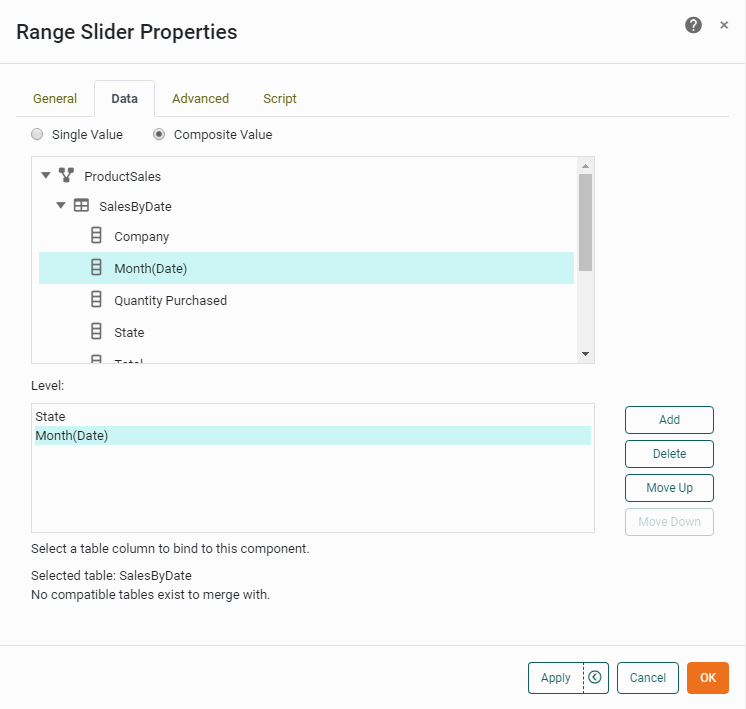 Range Slider Properties
General Data Advanced Script
Single Value Composite Value
ProductSales
SalesByDate
Company
Month(Date)
Quantity Purchased
State
Total
Level:
State
Month(Date)
Add
Delete
Move Up
Move Down
Select a table column to bind to this component.
Selected table: SalesByDate
No compatible tables exist to merge with.
Apply Cancel OK